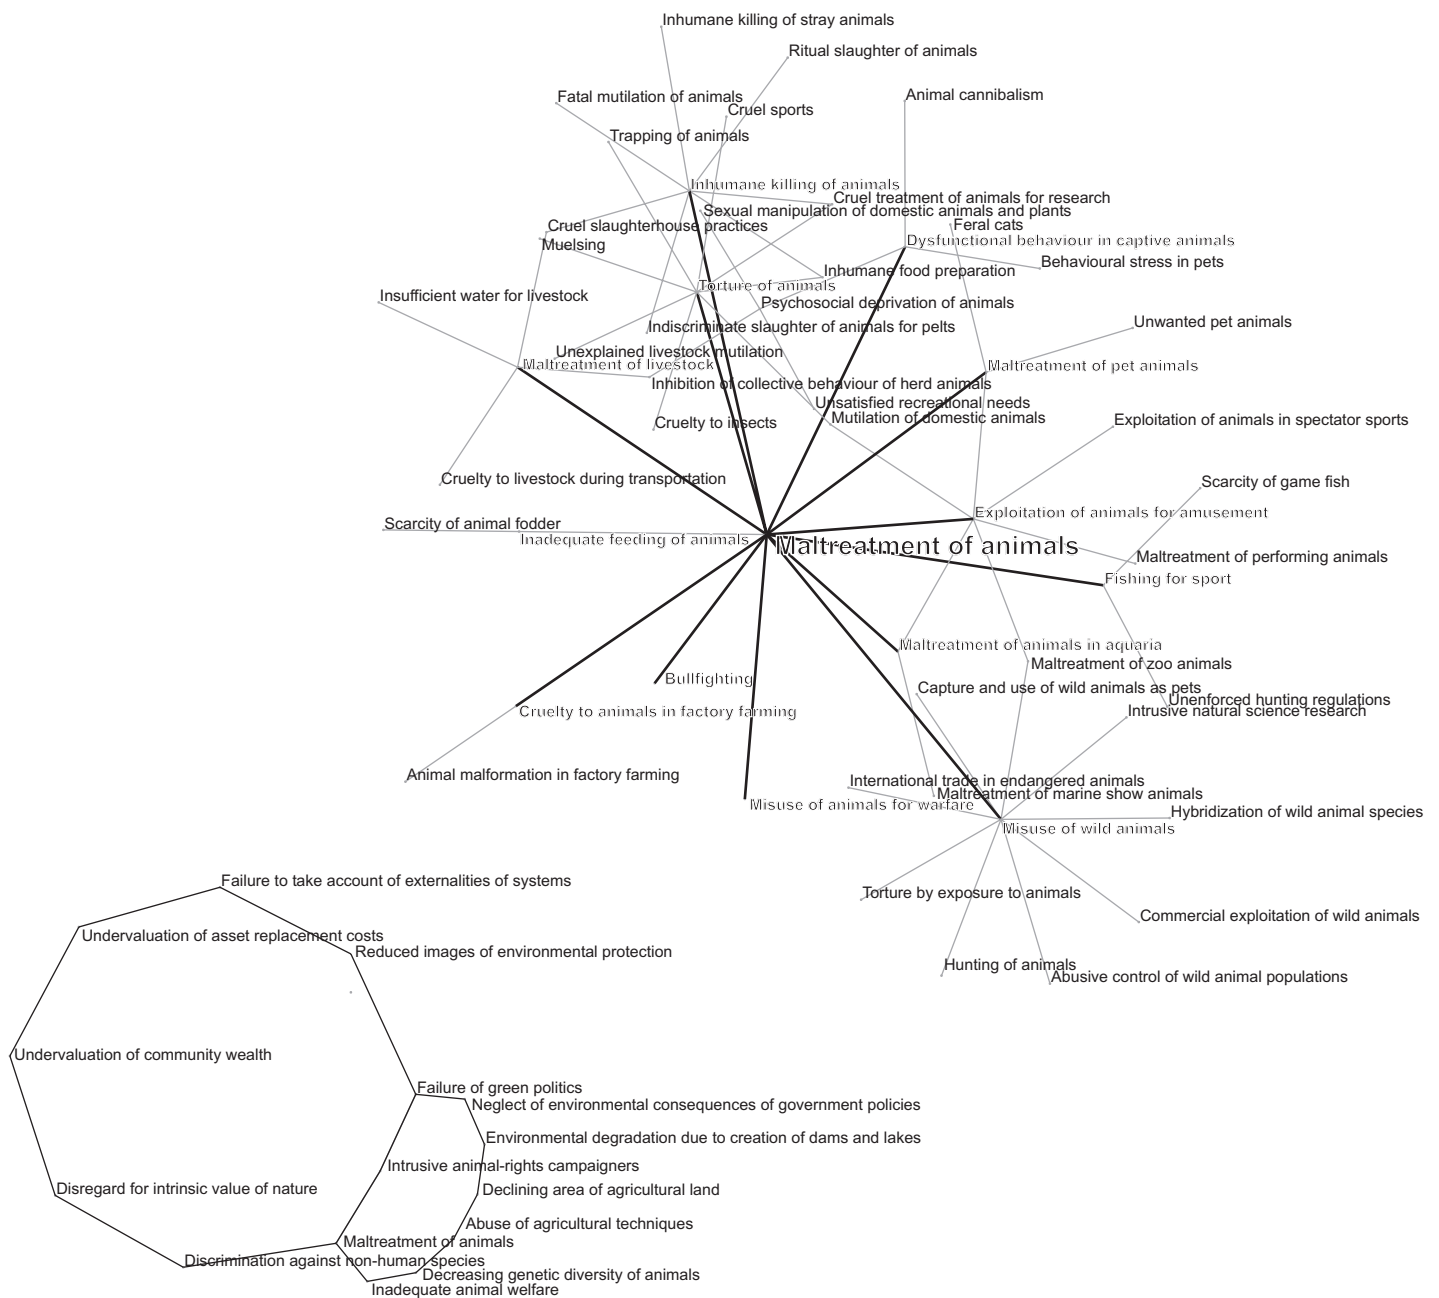 Inhumane killing of stray animals
Ritual slaughter of animals
Fatal mutilation of animals
Animal cannibalism
Cruel sports
Trapping of animals
Inhumane killing of animals
Cruel treatment of animals for research
Sexual manipulation of domestic animals and plants
Cruel slaughterhouse practices
Feral cats
Muelsing
Dysfunctional behaviour in captive animals
Behavioural stress in pets
Inhumane food preparation
Torture of animals
Insufficient water for livestock
Psychosocial deprivation of animals
Unwanted pet animals
Indiscriminate slaughter of animals for pelts
Unexplained livestock mutilation
Maltreatment of livestock
Maltreatment of pet animals
Inhibition of collective behaviour of herd animals
Unsatisfied recreational needs
Mutilation of domestic animals
Exploitation of animals in spectator sports
Cruelty to insects
Cruelty to livestock during transportation
Scarcity of game fish
Exploitation of animals for amusement
Scarcity of animal fodder
Inadequate feeding of animals
Maltreatment of animals
Maltreatment of performing animals
Fishing for sport
Maltreatment of animals in aquaria
Maltreatment of zoo animals
Bullfighting
Capture and use of wild animals as pets
Unenforced hunting regulations
Cruelty to animals in factory farming
Intrusive natural science research
Animal malformation in factory farming
International trade in endangered animals
Maltreatment of marine show animals
Misuse of animals for warfare
Hybridization of wild animal species
Misuse of wild animals
Failure to take account of externalities of systems
Torture by exposure to animals
Commercial exploitation of wild animals
Undervaluation of asset replacement costs
Reduced images of environmental protection
Hunting of animals
Abusive control of wild animal populations
Undervaluation of community wealth
Failure of green politics
Neglect of environmental consequences of government policies
Environmental degradation due to creation of dams and lakes
Intrusive animal-rights campaigners
Disregard for intrinsic value of nature
Declining area of agricultural land
Abuse of agricultural techniques
Maltreatment of animals
Discrimination against non-human species
Decreasing genetic diversity of animals
Inadequate animal welfare